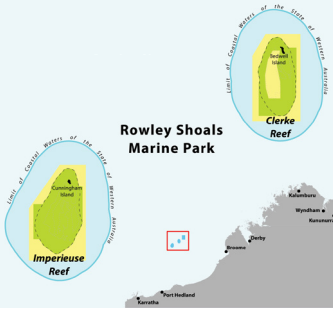 Limit of Coastal Waters of the State of Western Australia
Bedwell
Island
Clerke
Reef
Rowley Shoals
Marine Park
Limit of Coastal Waters of the State of Western Australia
Cunningham
Island
Imperieuse
Reef
Kalumburu
Wyndham
Kununurra
Derby
Broome
Port Hedland
Karratha